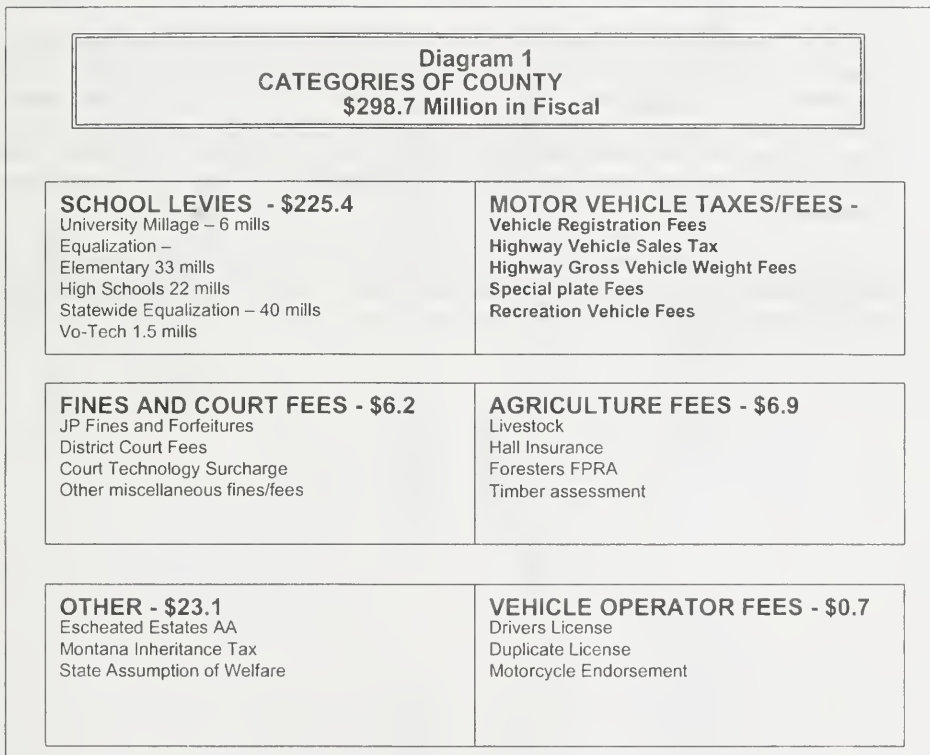 Diagram 1
CATEGORIES OF COUNTY
$298.7 Million in Fiscal
SCHOOL LEVIES - $225.4
University Millage – 6 mills
Equalization –
Elementary 33 mills
High Schools 22 mills
Statewide Equalization – 40 mills
Vo-Tech 1.5 mills
MOTOR VEHICLE TAXES/FEES -
Vehicle Registration Fees
Highway Vehicle Sales Tax
Highway Gross Vehicle Weight Fees
Special plate Fees
Recreation Vehicle Fees
FINES AND COURT FEES - $6.2
JP Fines and Forfeitures
District Court Fees
Court Technology Surcharge
Other miscellaneous fines/fees
AGRICULTURE FEES - $6.9
Livestock
Hall Insurance
Foresters FPRA
Timber assessment
OTHER - $23.1
Escheated Estates AA
Montana Inheritance Tax
State Assumption of Welfare
VEHICLE OPERATOR FEES - $0.7
Drivers License
Duplicate License
Motorcycle Endorsement